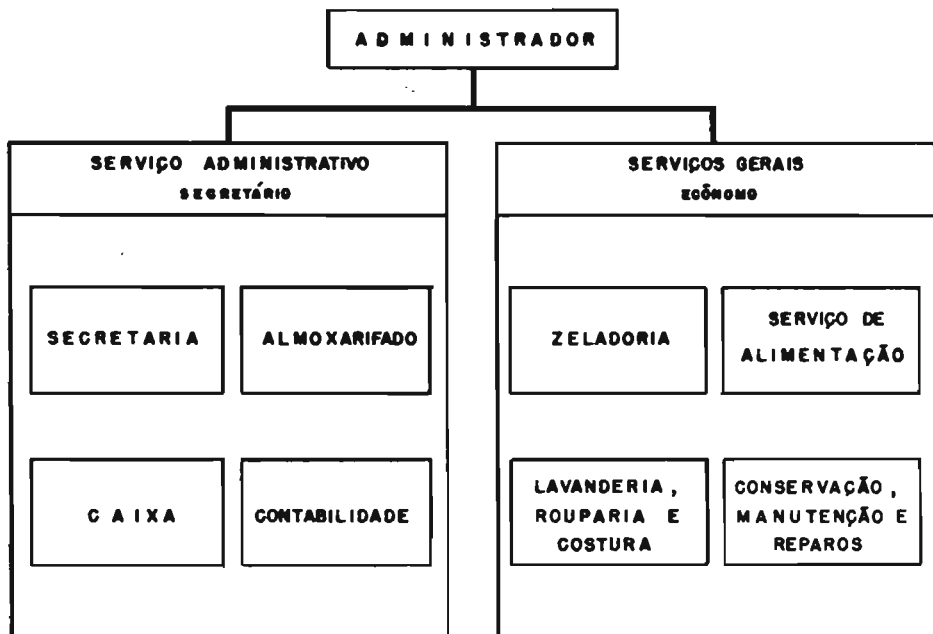 ADMINISTRADOR
SERVIÇO ADMINISTRATIVO
SECRETÁRIO
SECRETARIA
ALMOXARIFADO
CAIXA
CONTABILIDADE
SERVIÇOS GERAIS
ECÔNOMO
ZELADORIA
SERVIÇO DE
ALIMENTAÇÃO
LAVANDERIA,
ROUPARIA E
COSTURA
CONSERVAÇÃO,
MANUTENÇÃO E
REPAROS